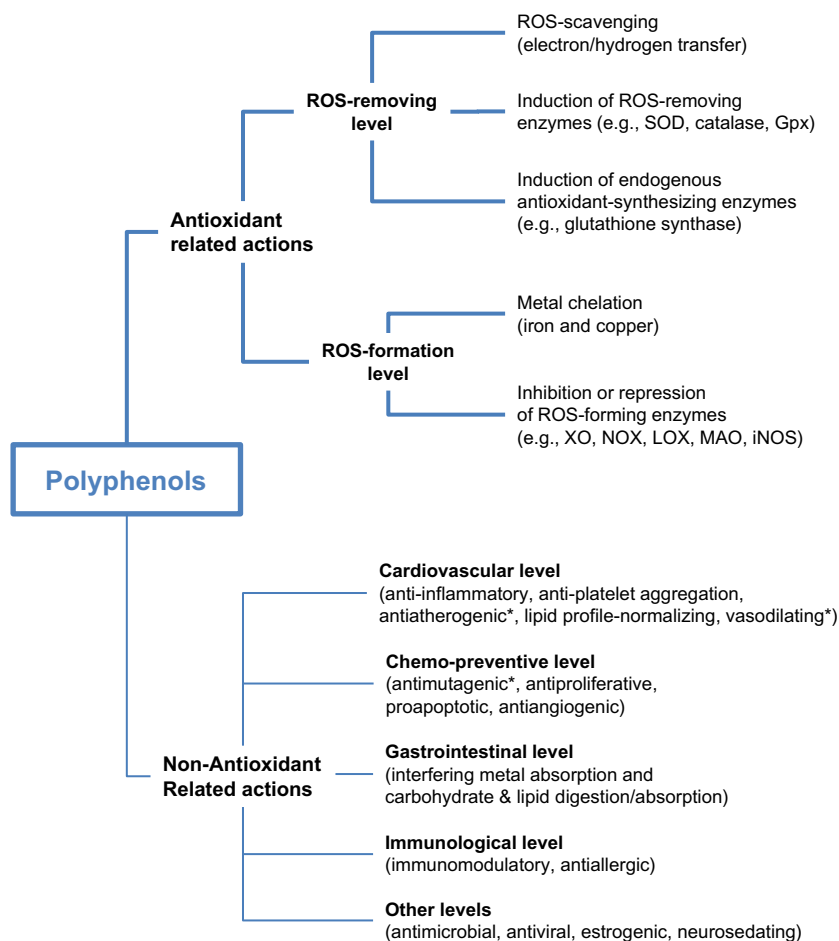 ROS-scavenging
(electron/hydrogen transfer)
ROS-removing
level
Induction of ROS-removing
enzymes (e.g., SOD, catalase, Gpx)
Induction of endogenous
antioxidant-synthesizing enzymes
(e.g., glutathione synthase)
Antioxidant
related actions
Metal chelation
(iron and copper)
ROS-formation
level
Inhibition or repression
of ROS-forming enzymes
(e.g., XO, NOX, LOX, MAO, iNOS)
Polyphenols
Cardiovascular level
(anti-inflammatory, anti-platelet aggregation,
antiatherogenic*, lipid profile-normalizing, vasodilating*)
Chemo-preventive level
(antimutagenic*, antiproliferative,
proapoptotic, antiangiogenic)
Non-Antioxidant
Related actions
Gastrointestinal level
(interfering metal absorption and
carbohydrate & lipid digestion/absorption)
Immunological level
(immunomodulatory, antiallergic)
Other levels
(antimicrobial, antiviral, estrogenic, neurosedating)